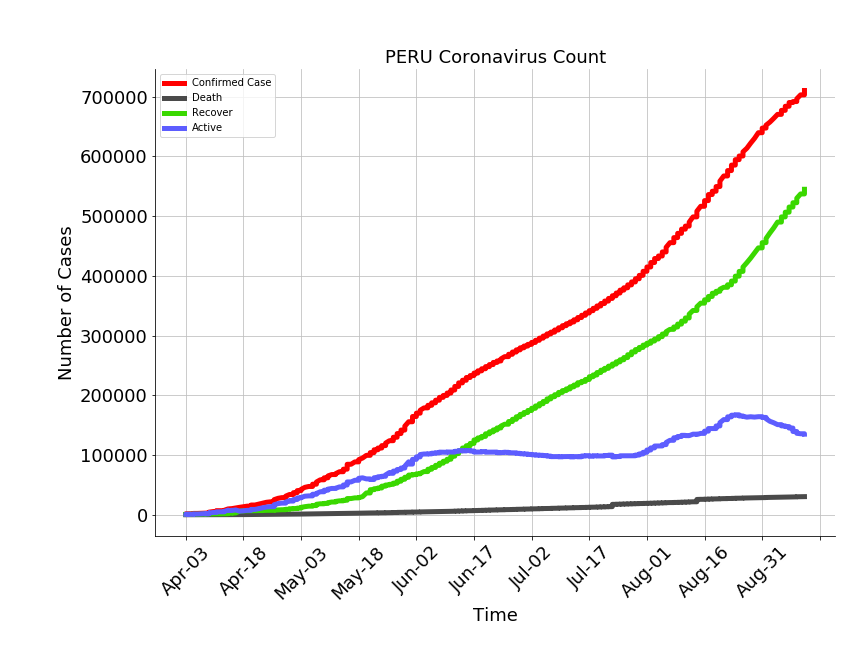 PERU Coronavirus Count
Confirmed Case
Death
Recover
Active
700000
600000
500000
400000
300000
200000
100000
0
Number of Cases
Apr-03
Apr-18
May-03
May-18
Jun-02
Jun-17
Jul-02
Jul-17
Aug-01
Aug-16
Aug-31
Time